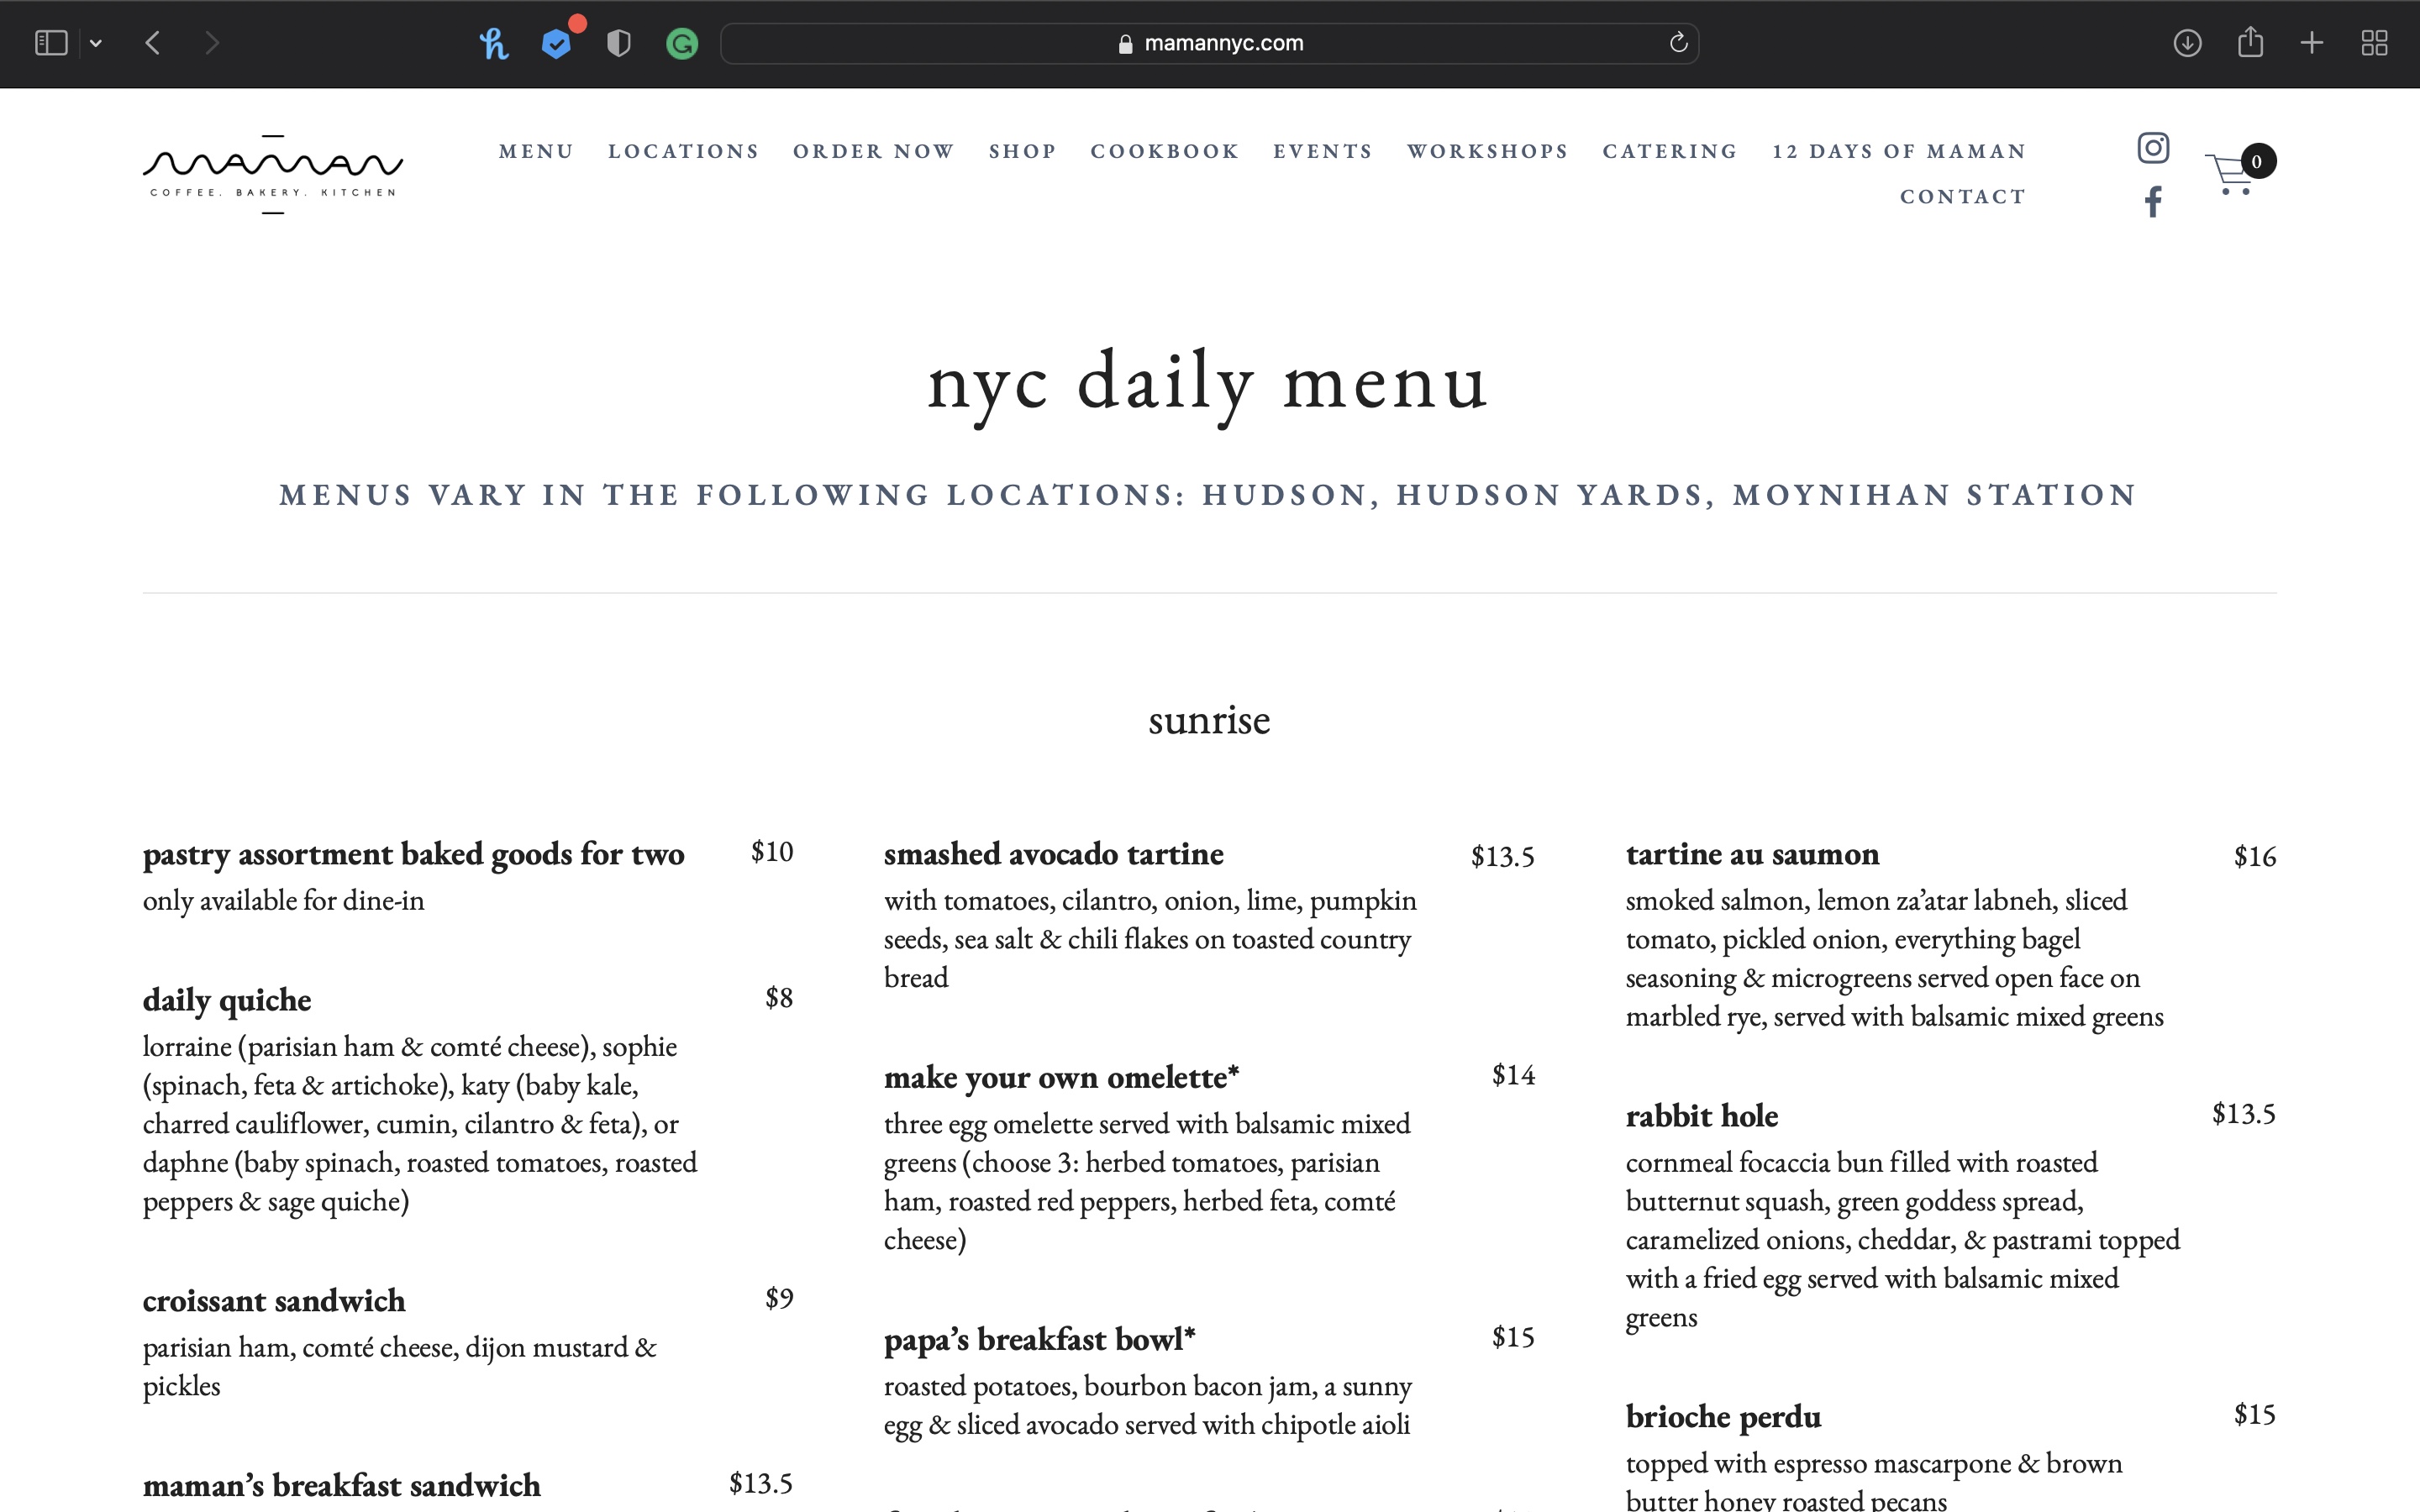 mamannyc.com
maman
COFFEE. BAKERY. KITCHEN
MENU LOCATIONS ORDER NOW SHOP COOKBOOK EVENTS WORKSHOPS CATERING 12 DAYS OF MAMAN
CONTACT
0
nyc daily menu
MENUS VARY IN THE FOLLOWING LOCATIONS: HUDSON, HUDSON YARDS, MOYNIHAN STATION
sunrise
pastry assortment baked goods for two $10
only available for dine-in
daily quiche $8
lorraine (parisian ham & comté cheese), sophie
(spinach, feta & artichoke), katy (baby kale,
charred cauliflower, cumin, cilantro & feta), or
daphne (baby spinach, roasted tomatoes, roasted
peppers & sage quiche)
croissant sandwich $9
parisian ham, comté cheese, dijon mustard &
pickles
maman’s breakfast sandwich $13.5
smashed avocado tartine $13.5
with tomatoes, cilantro, onion, lime, pumpkin
seeds, sea salt & chili flakes on toasted country
bread
make your own omelette* $14
three egg omelette served with balsamic mixed
greens (choose 3: herbed tomatoes, parisian
ham, roasted red peppers, herbed feta, comté
cheese)
papa’s breakfast bowl* $15
roasted potatoes, bourbon bacon jam, a sunny
egg & sliced avocado served with chipotle aioli
tartine au saumon $16
smoked salmon, lemon za’atar labneh, sliced
tomato, pickled onion, everything bagel
seasoning & microgreens served open face on
marbled rye, served with balsamic mixed greens
rabbit hole $13.5
cornmeal focaccia bun filled with roasted
butternut squash, green goddess spread,
caramelized onions, cheddar, & pastrami topped
with a fried egg served with balsamic mixed
greens
brioche perdu $15
topped with espresso mascarpone & brown
butter honey roasted pecans